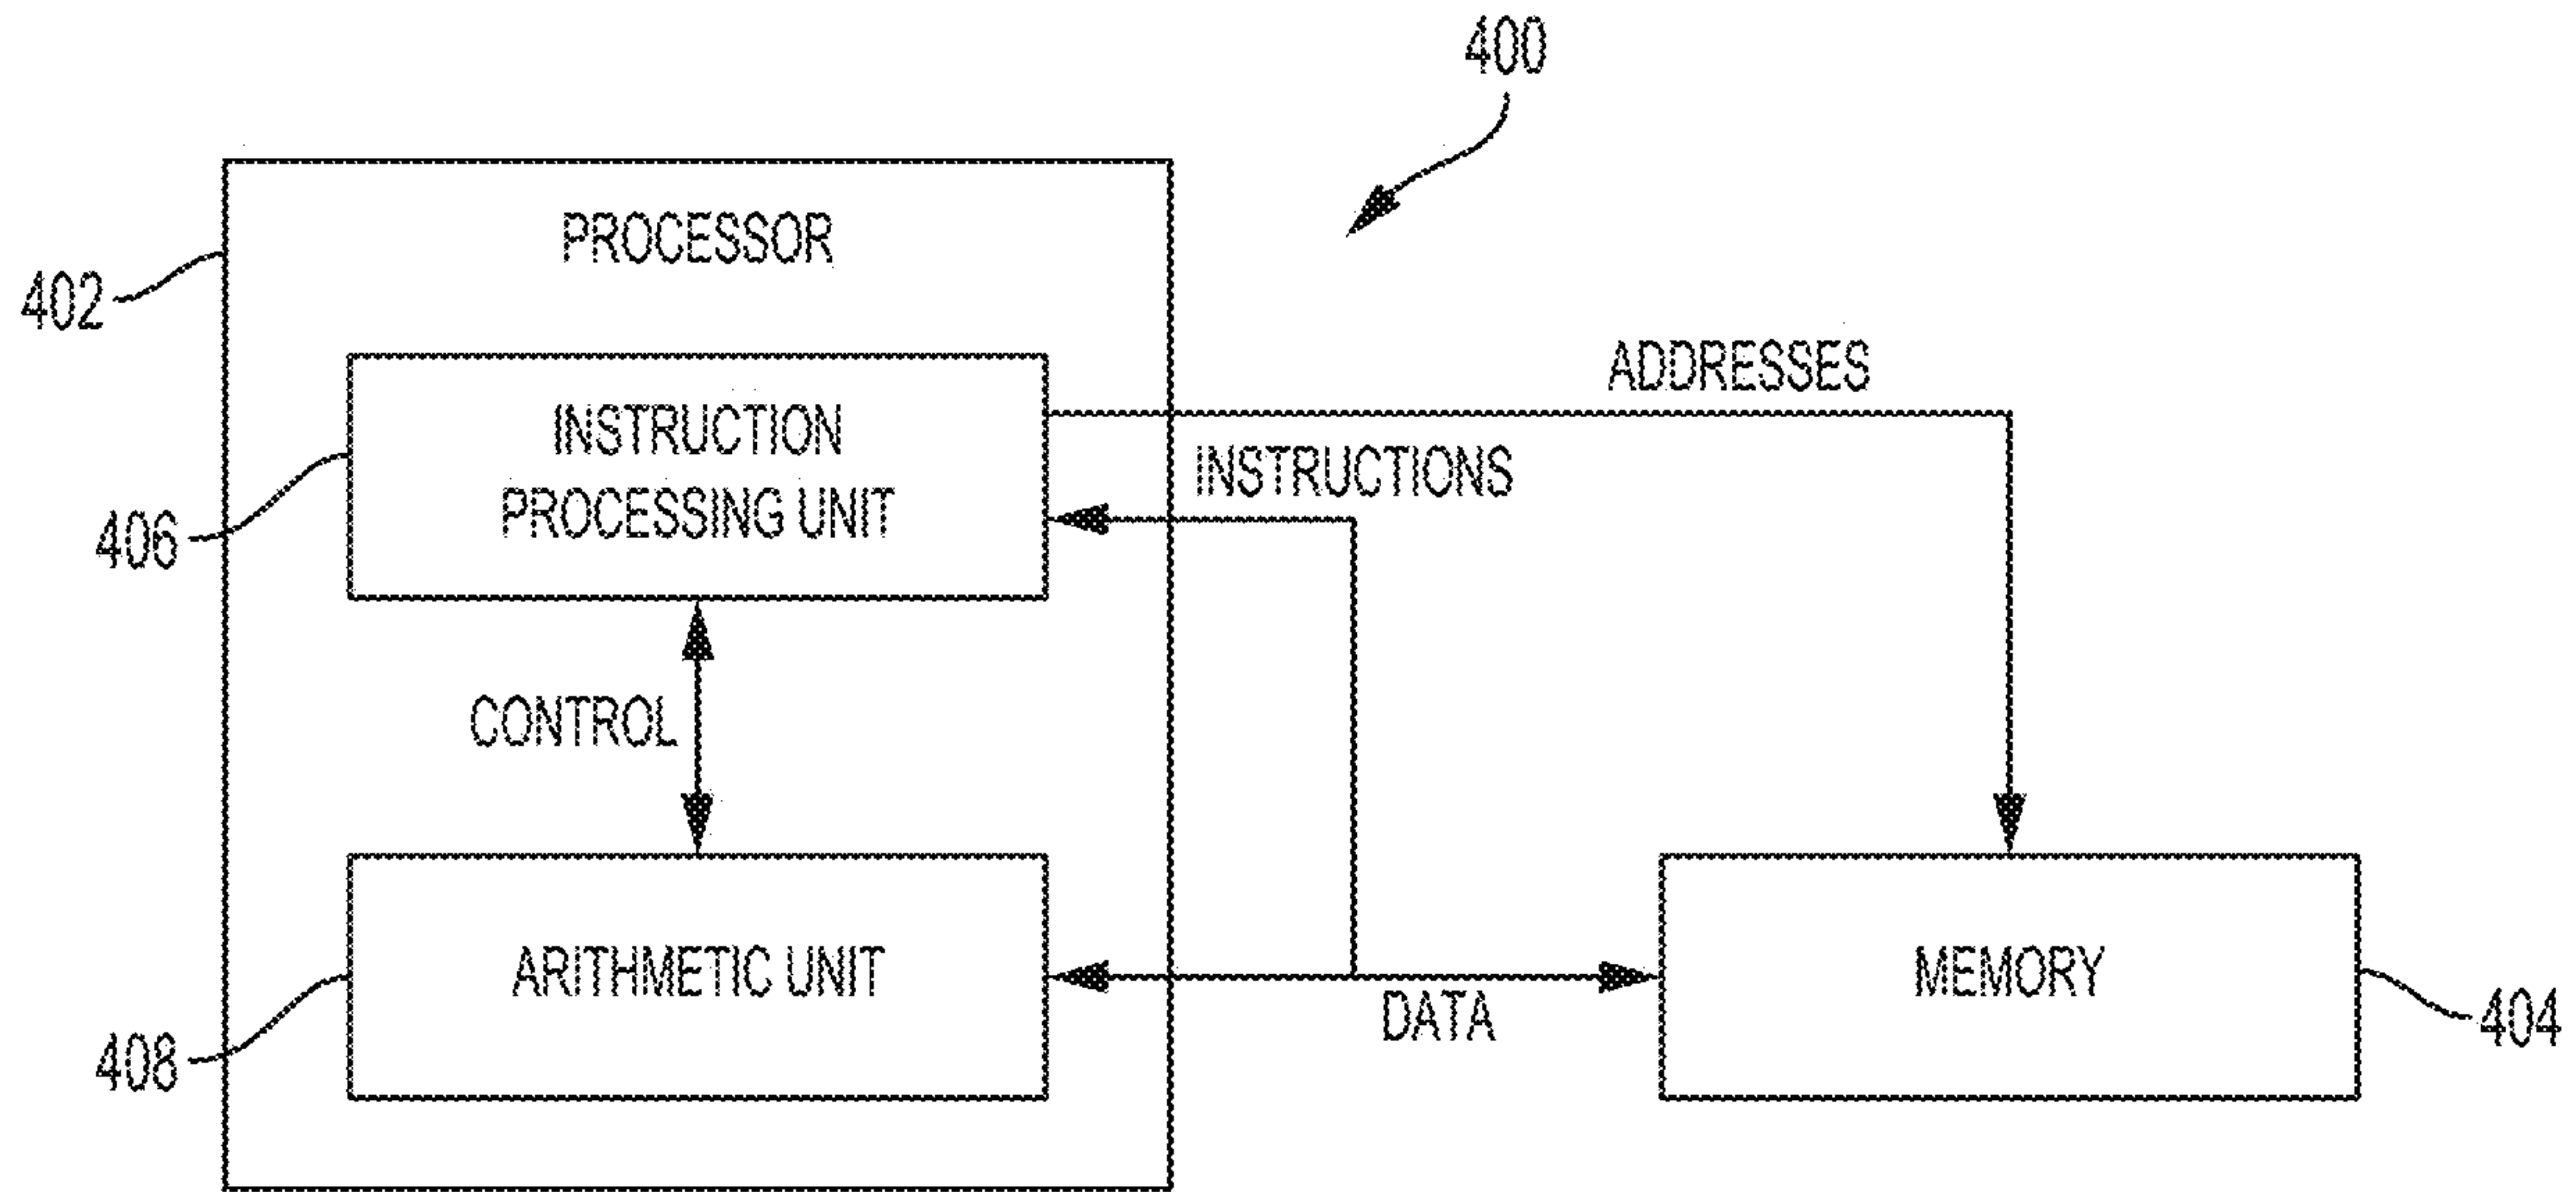 400
PROCESSOR
402
ADDRESSES
INSTRUCTION
PROCESSING UNIT
INSTRUCTIONS
406
CONTROL
ARITHMETIC UNIT
MEMORY
DATA
404
408